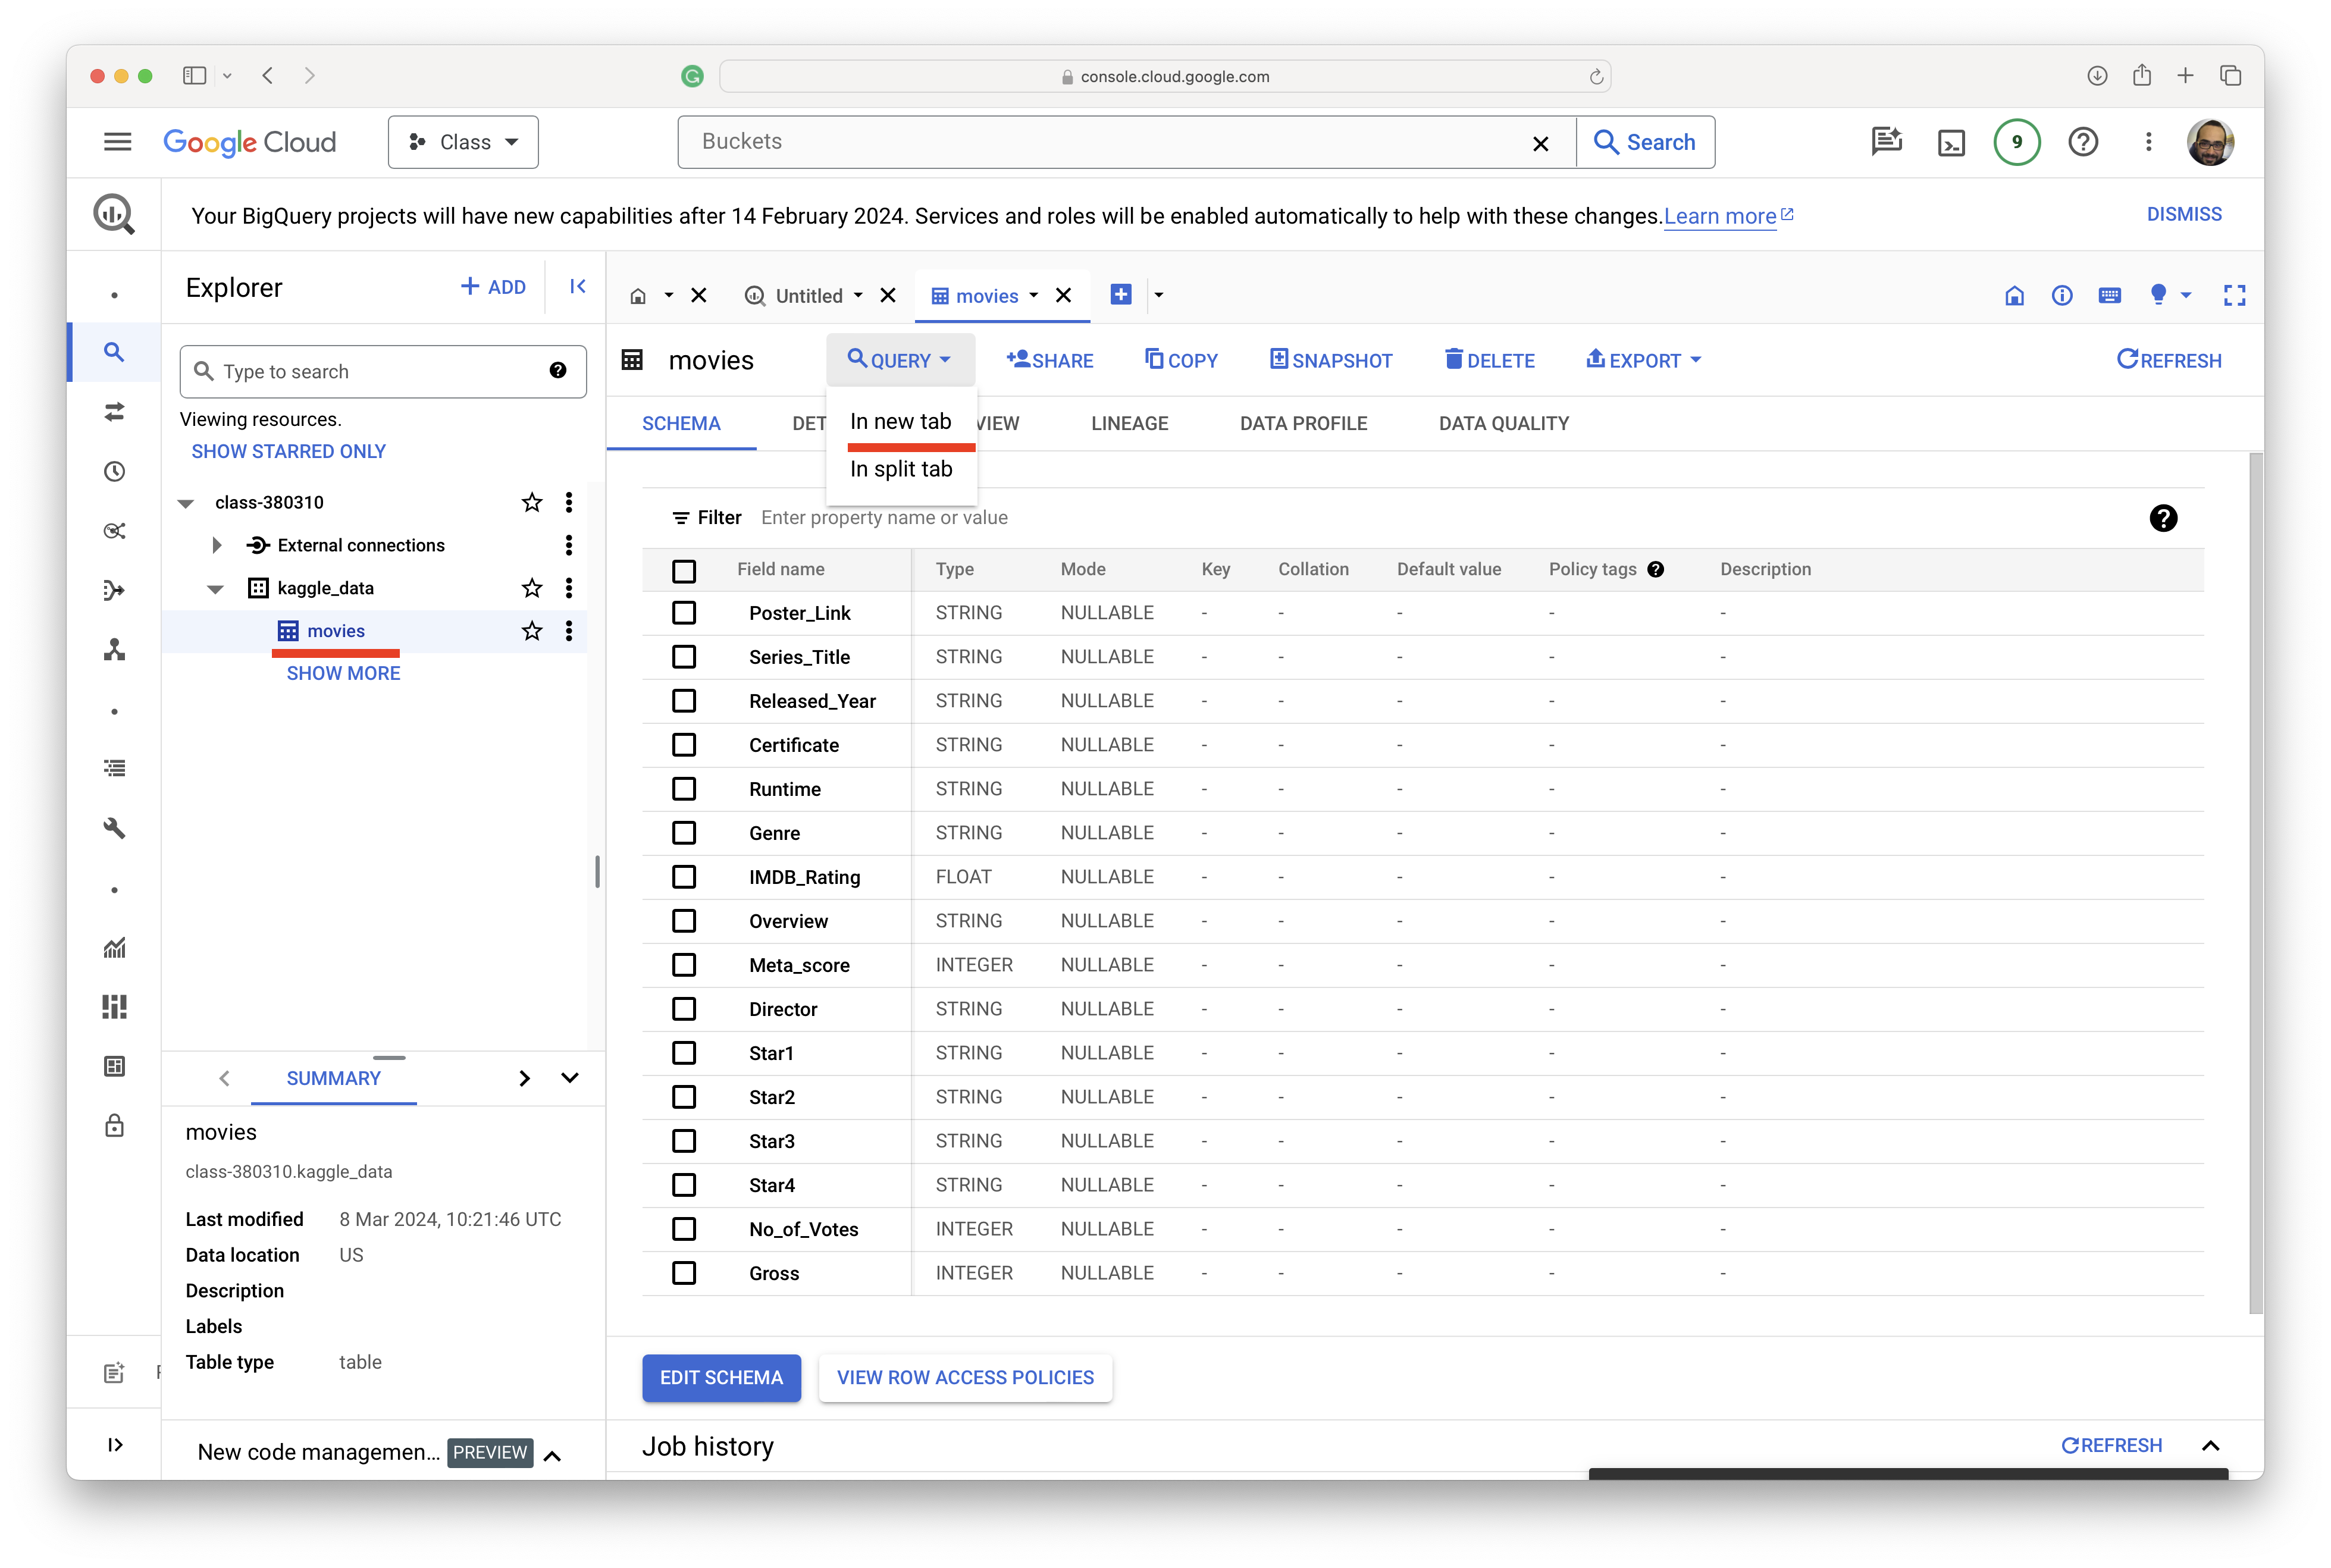 console.cloud.google.com
Google Cloud
Class
Buckets
Search
9
Your BigQuery projects will have new capabilities after 14 February 2024. Services and roles will be enabled automatically to help with these changes. Learn more
DISMISS
Explorer
+ ADD
Untitled
movies
Type to search
Viewing resources.
SHOW STARRED ONLY
class-380310
External connections
kaggle_data
movies
SHOW MORE
movies
QUERY
SHARE
COPY
SNAPSHOT
DELETE
EXPORT
REFRESH
In new tab
In split tab
SCHEMA
LINEAGE
DATA PROFILE
DATA QUALITY
Filter Enter property name or value
Field name Type Mode Key Collation Default value Policy tags Description
Poster_Link STRING NULLABLE - - - - -
Series_Title STRING NULLABLE - - - - -
Released_Year STRING NULLABLE - - - - -
Certificate STRING NULLABLE - - - - -
Runtime STRING NULLABLE - - - - -
Genre STRING NULLABLE - - - - -
IMDB_Rating FLOAT NULLABLE - - - - -
Overview STRING NULLABLE - - - - -
Meta_score INTEGER NULLABLE - - - - -
Director STRING NULLABLE - - - - -
Star1 STRING NULLABLE - - - - -
Star2 STRING NULLABLE - - - - -
Star3 STRING NULLABLE - - - - -
Star4 STRING NULLABLE - - - - -
No_of_Votes INTEGER NULLABLE - - - - -
Gross INTEGER NULLABLE - - - - -
SUMMARY
movies
class-380310.kaggle_data
Last modified 8 Mar 2024, 10:21:46 UTC
Data location US
Description
Labels
Table type table
EDIT SCHEMA
VIEW ROW ACCESS POLICIES
New code managemen... PREVIEW
Job history
REFRESH